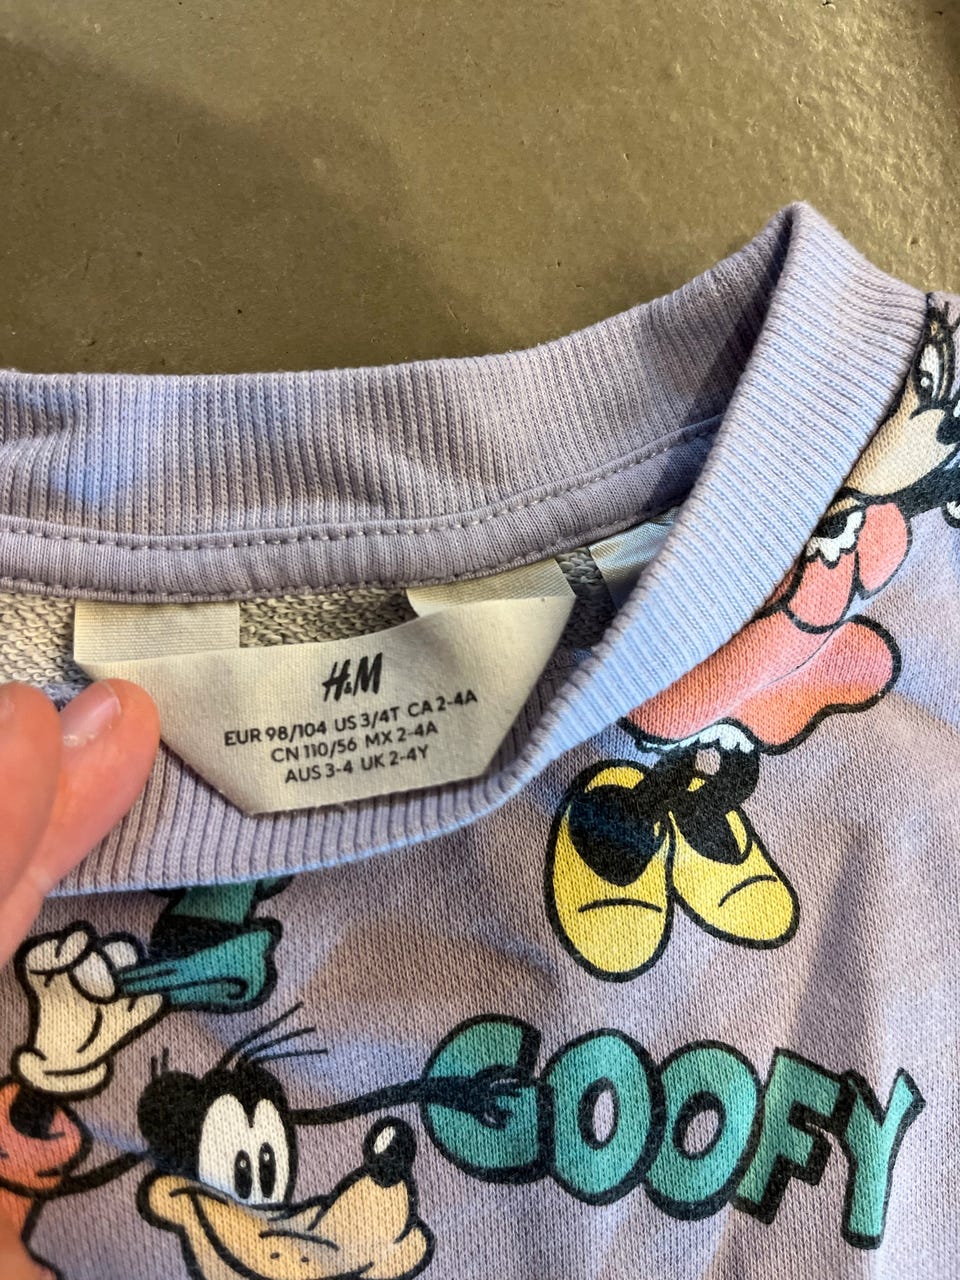 H&M
EUR 98/104 US 3/4T CA 2-4A
CN 110/56 MX 2-4A
AUS 3-4 UK 2-4Y
GOOFY